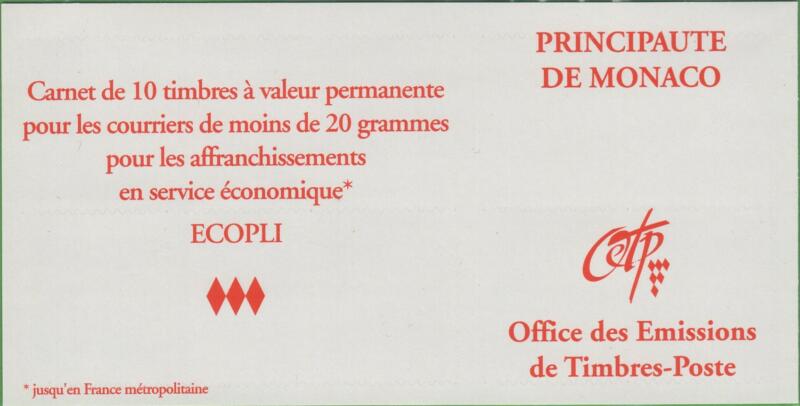 Carnet de 10 timbres à valeur permanente
pour les courriers de moins de 20 grammes
pour les affranchissements
en service économique*
ECOPLI
* jusqu'en France métropolitaine
PRINCIPAUTE
DE MONACO
Cetp
Office des Emissions
de Timbres-Poste